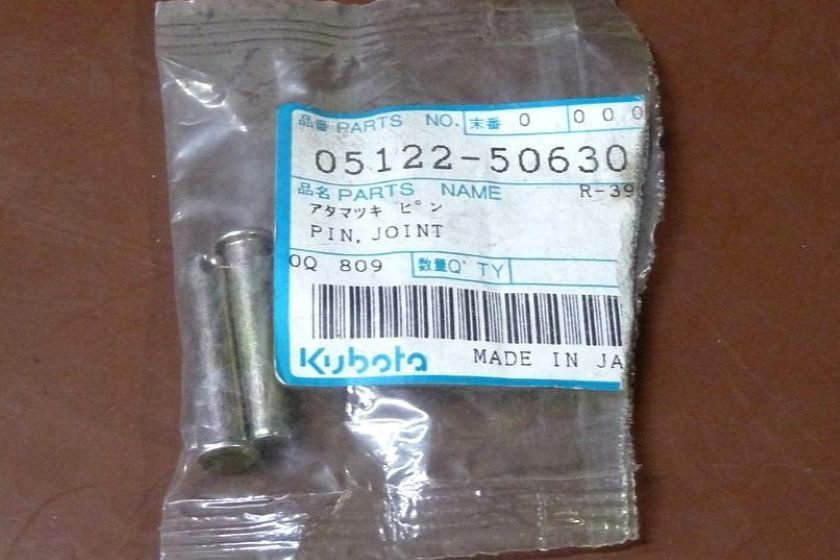 品番 PARTS NO. 末番 0 000
05122-50630
品名 PARTS NAME R-39
アタマツキ ピン
PIN, JOINT
0Q 809 数量Q'TY
Kubota MADE IN JA